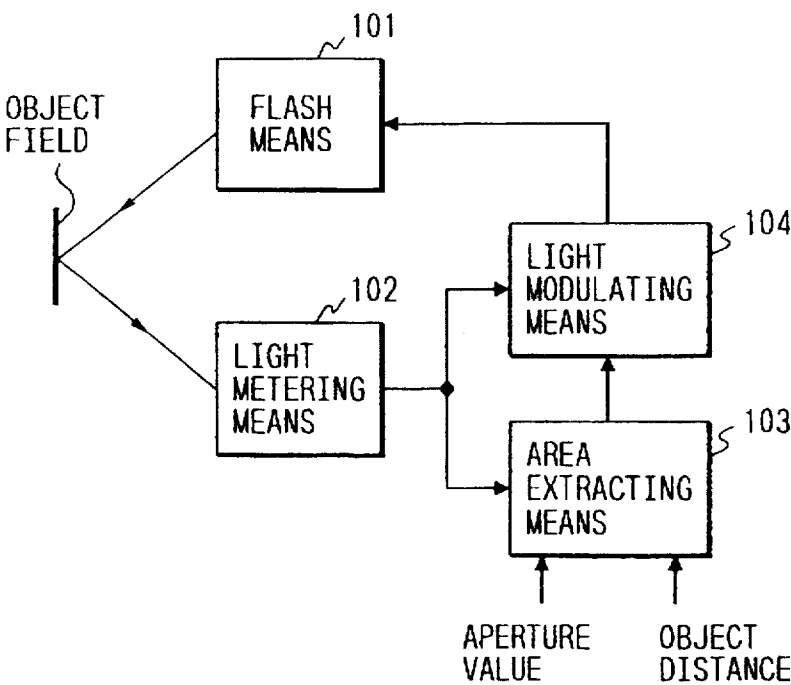 101
OBJECT
FIELD
FLASH
MEANS
104
LIGHT
MODULATING
MEANS
102
LIGHT
METERING
MEANS
103
AREA
EXTRACTING
MEANS
APERTURE
VALUE
OBJECT
DISTANCE